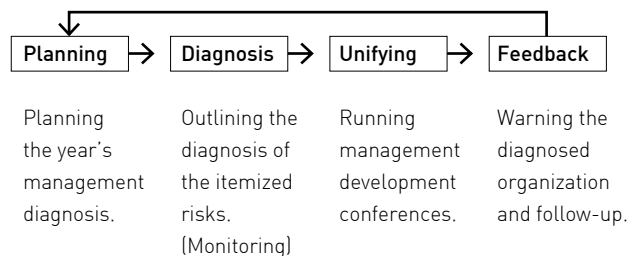 Planning
Diagnosis
Unifying
Feedback
Planning
the year's
management
diagnosis.
Outlining the
diagnosis of
the itemized
risks.
(Monitoring)
Running
management
development
conferences.
Warning the
diagnosed
organization
and follow-up.